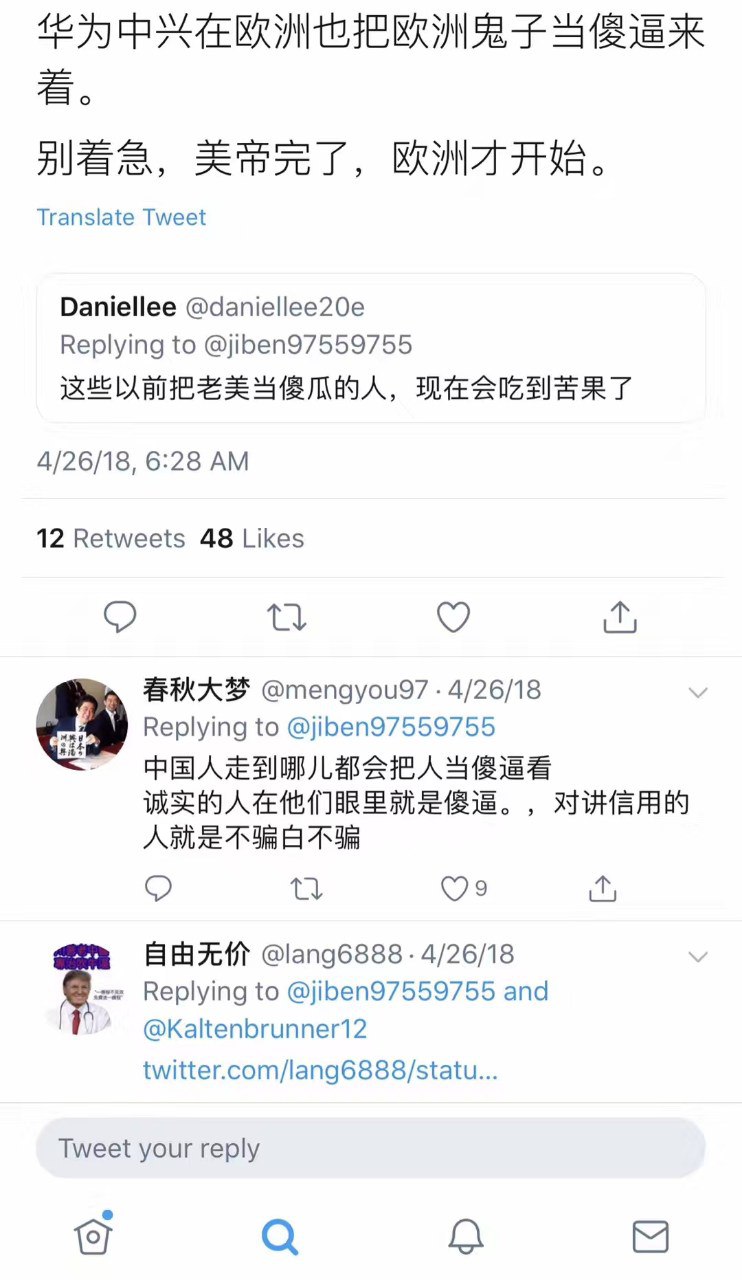 华为中兴在欧洲也把欧洲鬼子当傻逼来
着。
别着急，美帝完了，欧洲才开始。
Translate Tweet
Daniellee @daniellee20e
Replying to @jiben97559755
这些以前把老美当傻瓜的人，现在会吃到苦果了
4/26/18, 6:28 AM
12 Retweets 48 Likes
春秋大梦 @mengyou97 · 4/26/18
Replying to @jiben97559755
中国人走到哪儿都会把人当傻逼看
诚实的人在他们眼里就是傻逼。，对讲信用的
人就是不骗白不骗
9
自由无价 @lang6888 · 4/26/18
Replying to @jiben97559755 and
@Kaltenbrunner12
twitter.com/lang6888/statu...
Tweet your reply